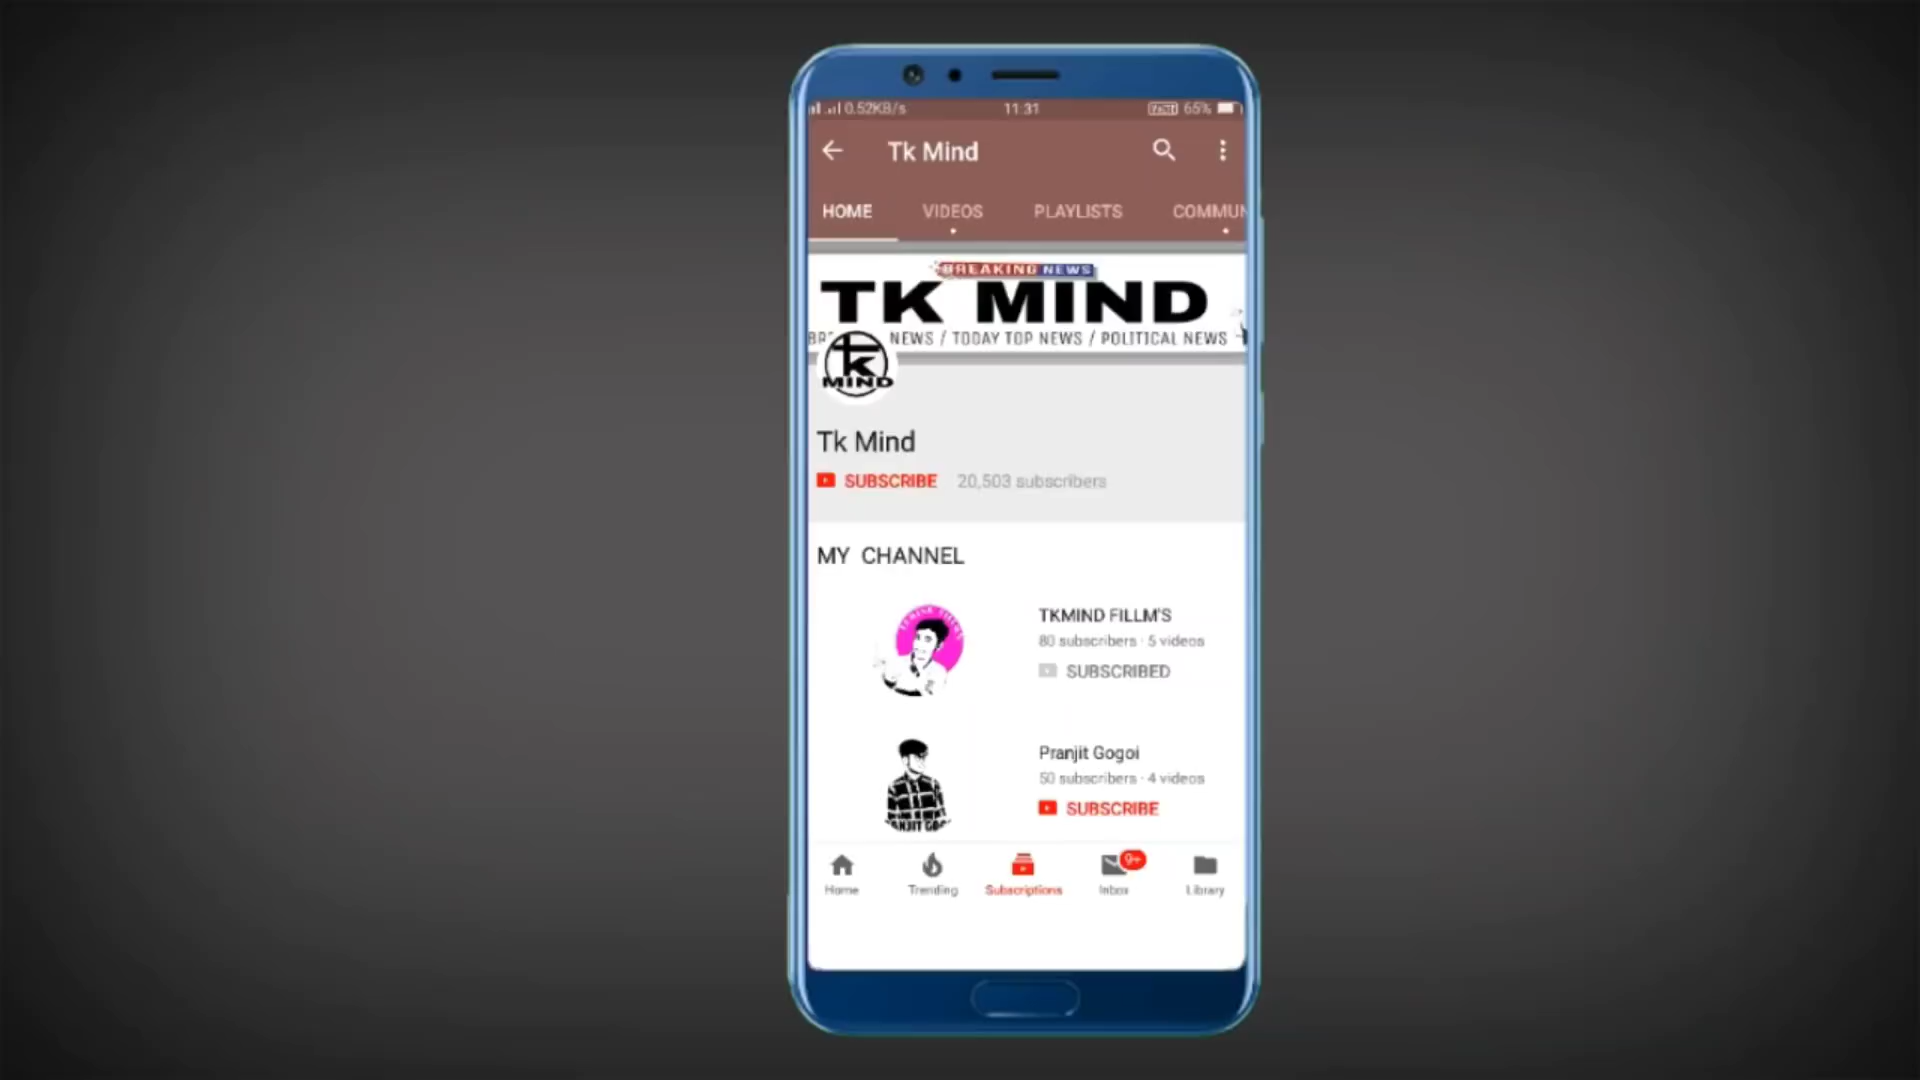 0.52KB/s 11:31 VoLTE 65%
Tk Mind
HOME VIDEOS PLAYLISTS COMMUN
BREAKING NEWS
TK MIND
NEWS / TODAY TOP NEWS / POLITICAL NEWS
tk
MIND
Tk Mind
SUBSCRIBE 20,503 subscribers
MY CHANNEL
TKMIND FILLM'S
80 subscribers · 5 videos
SUBSCRIBED
Pranjit Gogoi
50 subscribers · 4 videos
SUBSCRIBE
9+
Home Trending Subscriptions Inbox Library